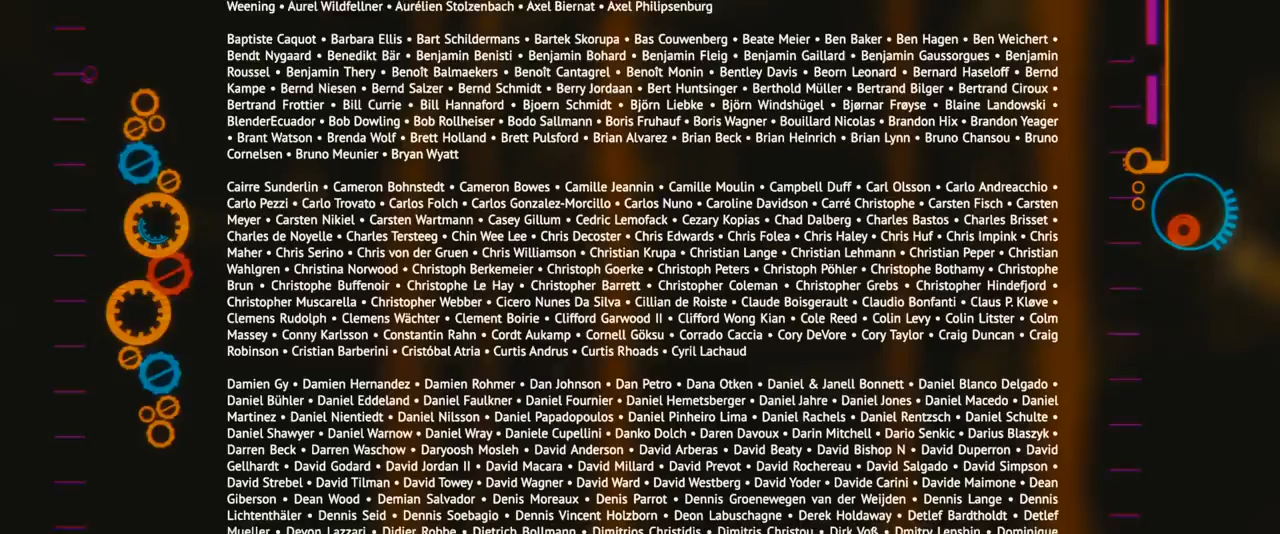 Weening • Aurel Wildfellner • Aurélien Stolzenbach • Axel Biernat • Axel Philipsenburg
Baptiste Caquot • Barbara Ellis • Bart Schildermans • Bartek Skorupa • Bas Couwenberg • Beate Meier • Ben Baker • Ben Hagen • Ben Weichert •
Bendt Nygaard • Benedikt Bär • Benjamin Benisti • Benjamin Bohard • Benjamin Fleig • Benjamin Gaillard • Benjamin Gaussorgues • Benjamin
Roussel • Benjamin Thery • Benoît Balmaekers • Benoît Cantagrel • Benoît Monin • Bentley Davis • Beorn Leonard • Bernard Haseloff • Bernd
Kampe • Bernd Niesen • Bernd Salzer • Bernd Schmidt • Berry Jordaan • Bert Huntsinger • Berthold Müller • Bertrand Bilger • Bertrand Ciroux •
Bertrand Frottier • Bill Currie • Bill Hannaford • Bjoern Schmidt • Björn Liebke • Björn Windshügel • Bjørnar Frøyse • Blaine Landowski •
BlenderEcuador • Bob Dowling • Bob Rollheiser • Bodo Sallmann • Boris Fruhauf • Boris Wagner • Bouillard Nicolas • Brandon Hix • Brandon Yeager
• Brant Watson • Brenda Wolf • Brett Holland • Brett Pulsford • Brian Alvarez • Brian Beck • Brian Heinrich • Brian Lynn • Bruno Chansou • Bruno
Cornelsen • Bruno Meunier • Bryan Wyatt
Cairre Sunderlin • Cameron Bohnstedt • Cameron Bowes • Camille Jeannin • Camille Moulin • Campbell Duff • Carl Olsson • Carlo Andreacchio •
Carlo Pezzi • Carlo Trovato • Carlos Folch • Carlos Gonzalez-Morcillo • Carlos Nuno • Caroline Davidson • Carré Christophe • Carsten Fisch • Carsten
Meyer • Carsten Nikiel • Carsten Wartmann • Casey Gillum • Cedric Lemofack • Cezary Kopias • Chad Dalberg • Charles Bastos • Charles Brisset •
Charles de Noyelle • Charles Tersteeg • Chin Wee Lee • Chris Decoster • Chris Edwards • Chris Folea • Chris Haley • Chris Huf • Chris Impink • Chris
Maher • Chris Serino • Chris von der Gruen • Chris Williamson • Christian Krupa • Christian Lange • Christian Lehmann • Christian Peper • Christian
Wahlgren • Christina Norwood • Christoph Berkemeier • Christoph Goerke • Christoph Peters • Christoph Pöhler • Christophe Bothamy • Christophe
Brun • Christophe Buffenoir • Christophe Le Hay • Christopher Barrett • Christopher Coleman • Christopher Grebs • Christopher Hindefjord •
Christopher Muscarella • Christopher Webber • Cicero Nunes Da Silva • Cillian de Roiste • Claude Boisgerault • Claudio Bonfanti • Claus P. Kløve •
Clemens Rudolph • Clemens Wächter • Clement Boirie • Clifford Garwood II • Clifford Wong Kian • Cole Reed • Colin Levy • Colin Litster • Colm
Massey • Conny Karlsson • Constantin Rahn • Cordt Aukamp • Cornell Göksu • Corrado Caccia • Cory DeVore • Cory Taylor • Craig Duncan • Craig
Robinson • Cristian Barberini • Cristóbal Atria • Curtis Andrus • Curtis Rhoads • Cyril Lachaud
Damien Gy • Damien Hernandez • Damien Rohmer • Dan Johnson • Dan Petro • Dana Otken • Daniel & Janell Bonnett • Daniel Blanco Delgado •
Daniel Bühler • Daniel Eddeland • Daniel Faulkner • Daniel Fournier • Daniel Hemetsberger • Daniel Jahre • Daniel Jones • Daniel Macedo • Daniel
Martinez • Daniel Nientiedt • Daniel Nilsson • Daniel Papadopoulos • Daniel Pinheiro Lima • Daniel Rachels • Daniel Rentzsch • Daniel Schulte •
Daniel Shawyer • Daniel Warnow • Daniel Wray • Daniele Cupellini • Danko Dolch • Daren Davoux • Darin Mitchell • Dario Senkic • Darius Blaszyk •
Darren Beck • Darren Waschow • Daryoosh Mosleh • David Anderson • David Arberas • David Beaty • David Bishop N • David Duperron • David
Gellhardt • David Godard • David Jordan II • David Macara • David Millard • David Prevot • David Rochereau • David Salgado • David Simpson •
David Strebel • David Tilman • David Towey • David Wagner • David Ward • David Westberg • David Yoder • Davide Carini • Davide Maimone • Dean
Giberson • Dean Wood • Demian Salvador • Denis Moreaux • Denis Parrot • Dennis Groenewegen van der Weijden • Dennis Lange • Dennis
Lichtenthäler • Dennis Seid • Dennis Soebagio • Dennis Vincent Holzborn • Deon Labuschagne • Derek Holdaway • Detlef Bardtholdt • Detlef
Mueller • Devon Lazzari • Didier Robbe • Dietrich Bollmann • Dimitrios Christidis • Dimitris Christou • Dirk Voß • Dmitry Lenshin • Dominique